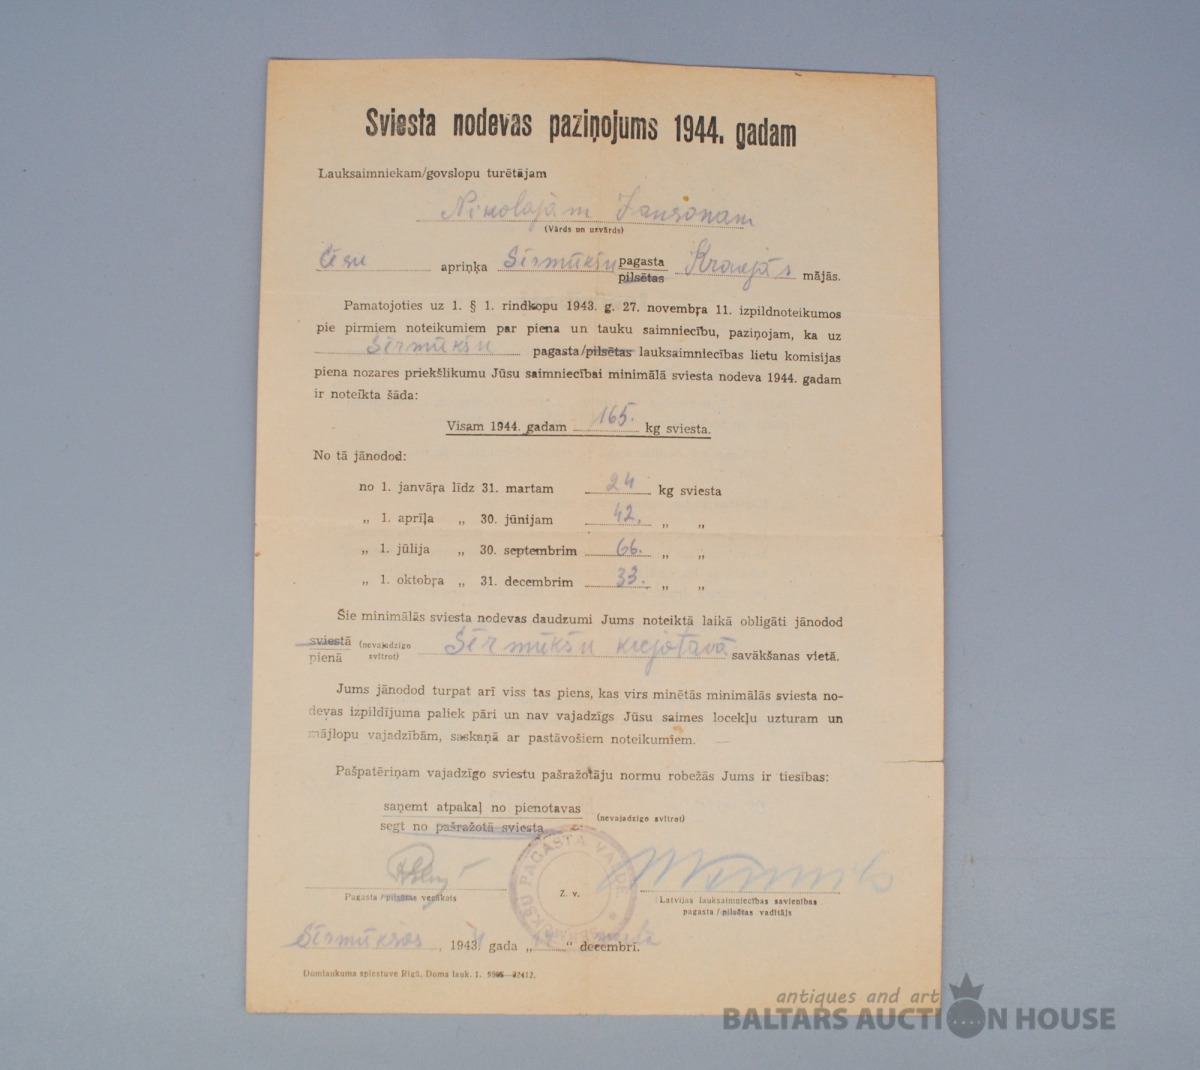 Sviesta nodevas paziņojums 1944. gadam
Lauksaimniekam/govslopu turētājam
Nikolajam Jansonam
(Vārds un uzvārds)
Cēsu apriņķa Sērmūkšu pagasta mājās.
pilsētas
Pamatojoties uz 1. § 1. rindkopu 1943. g. 27. novembŗa 11. izpildnoteikumos
pie pirmiem noteikumiem par piena un tauku saimniecību, paziņojam, ka uz
Sērmūkšu pagasta/pilsētas lauksaimniecības lietu komisijas
piena nozares priekšlikumu Jūsu saimniecībai minimālā sviesta nodeva 1944. gadam
ir noteikta šāda:
Visam 1944. gadam 165. kg sviesta.
No tā jānodod:
no 1. janvāŗa līdz 31. martam 24 kg sviesta
„ 1. aprīļa „ 30. jūnijam 42. „ „
„ 1. jūlija „ 30. septembrim 66. „ „
„ 1. oktobŗa „ 31. decembrim 33. „ „
Šie minimālās sviesta nodevas daudzumi Jums noteiktā laikā obligāti jānodod
sviestā (nevajadzīgo Sērmūkšu krejotavā savākšanas vietā.
pienā svītrot)
Jums jānodod turpat arī viss tas piens, kas virs minētās minimālās sviesta no-
devas izpildījuma paliek pāri un nav vajadzīgs Jūsu saimes locekļu uzturam un
mājlopu vajadzībām, saskaņā ar pastāvošiem noteikumiem.
Pašpatēriņam vajadzīgo sviestu pašražotāju normu robežās Jums ir tiesības:
saņemt atpakaļ no pienotavas (nevajadzīgo svītrot)
segt no pašražotā sviesta
PAGASTA VALDE
Z. v.
Pagasta/pilsētas vecākais
Latvijas lauksaimniecības savienības
pagasta/pilsētas vadītājs
Sērmūkšos, 1943. 4 gada „ “ decembrī. martā
Domlaukuma spiestuve Rīgā, Doma lauk. 1.
antiques and art
BALTARS AUCTION HOUSE